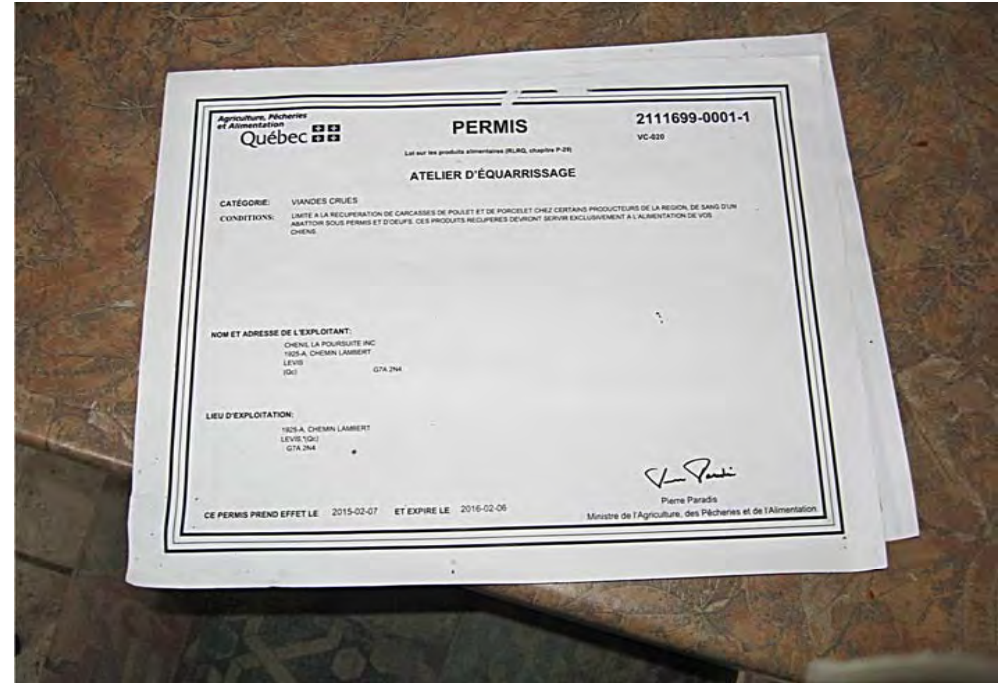 Agriculture, Pêcheries
et Alimentation
Québec
PERMIS
2111699-0001-1
VC-020
Loi sur les produits alimentaires (RLRQ, chapitre P-29)
ATELIER D'ÉQUARRISSAGE
CATÉGORIE: VIANDES CRUES
CONDITIONS: LIMITE A LA RECUPERATION DE CARCASSES DE POULET ET DE PORCELET CHEZ CERTAINS PRODUCTEURS DE LA REGION, DE SANG D'UN
ABATTOIR SOUS PERMIS ET D'OEUFS. CES PRODUITS RECUPERES DEVRONT SERVIR EXCLUSIVEMENT A L'ALIMENTATION DE VOS
CHIENS.
NOM ET ADRESSE DE L'EXPLOITANT:
CHENIL LA POURSUITE INC
1925-A, CHEMIN LAMBERT
LEVIS
(Qc) G7A 2N4
LIEU D'EXPLOITATION:
1925-A, CHEMIN LAMBERT
LEVIS, (Qc)
G7A 2N4
Pierre Paradis
Ministre de l'Agriculture, des Pêcheries et de l'Alimentation
CE PERMIS PREND EFFET LE 2015-02-07 ET EXPIRE LE 2016-02-06